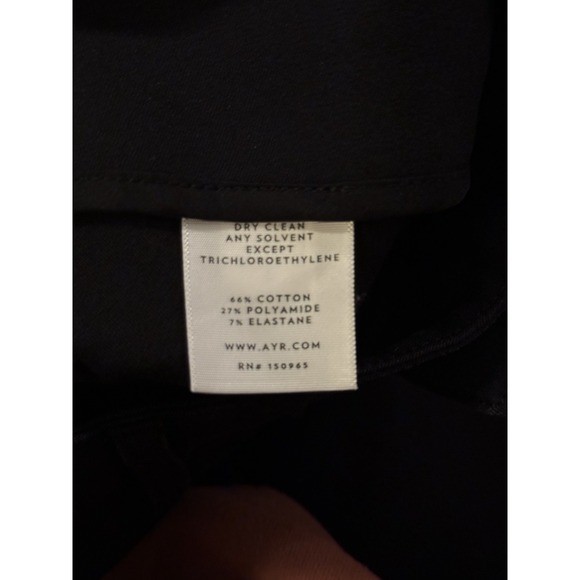 DRY CLEAN
ANY SOLVENT
EXCEPT
TRICHLOROETHYLENE
66% COTTON
27% POLYAMIDE
7% ELASTANE
WWW.AYR.COM
RN# 150965